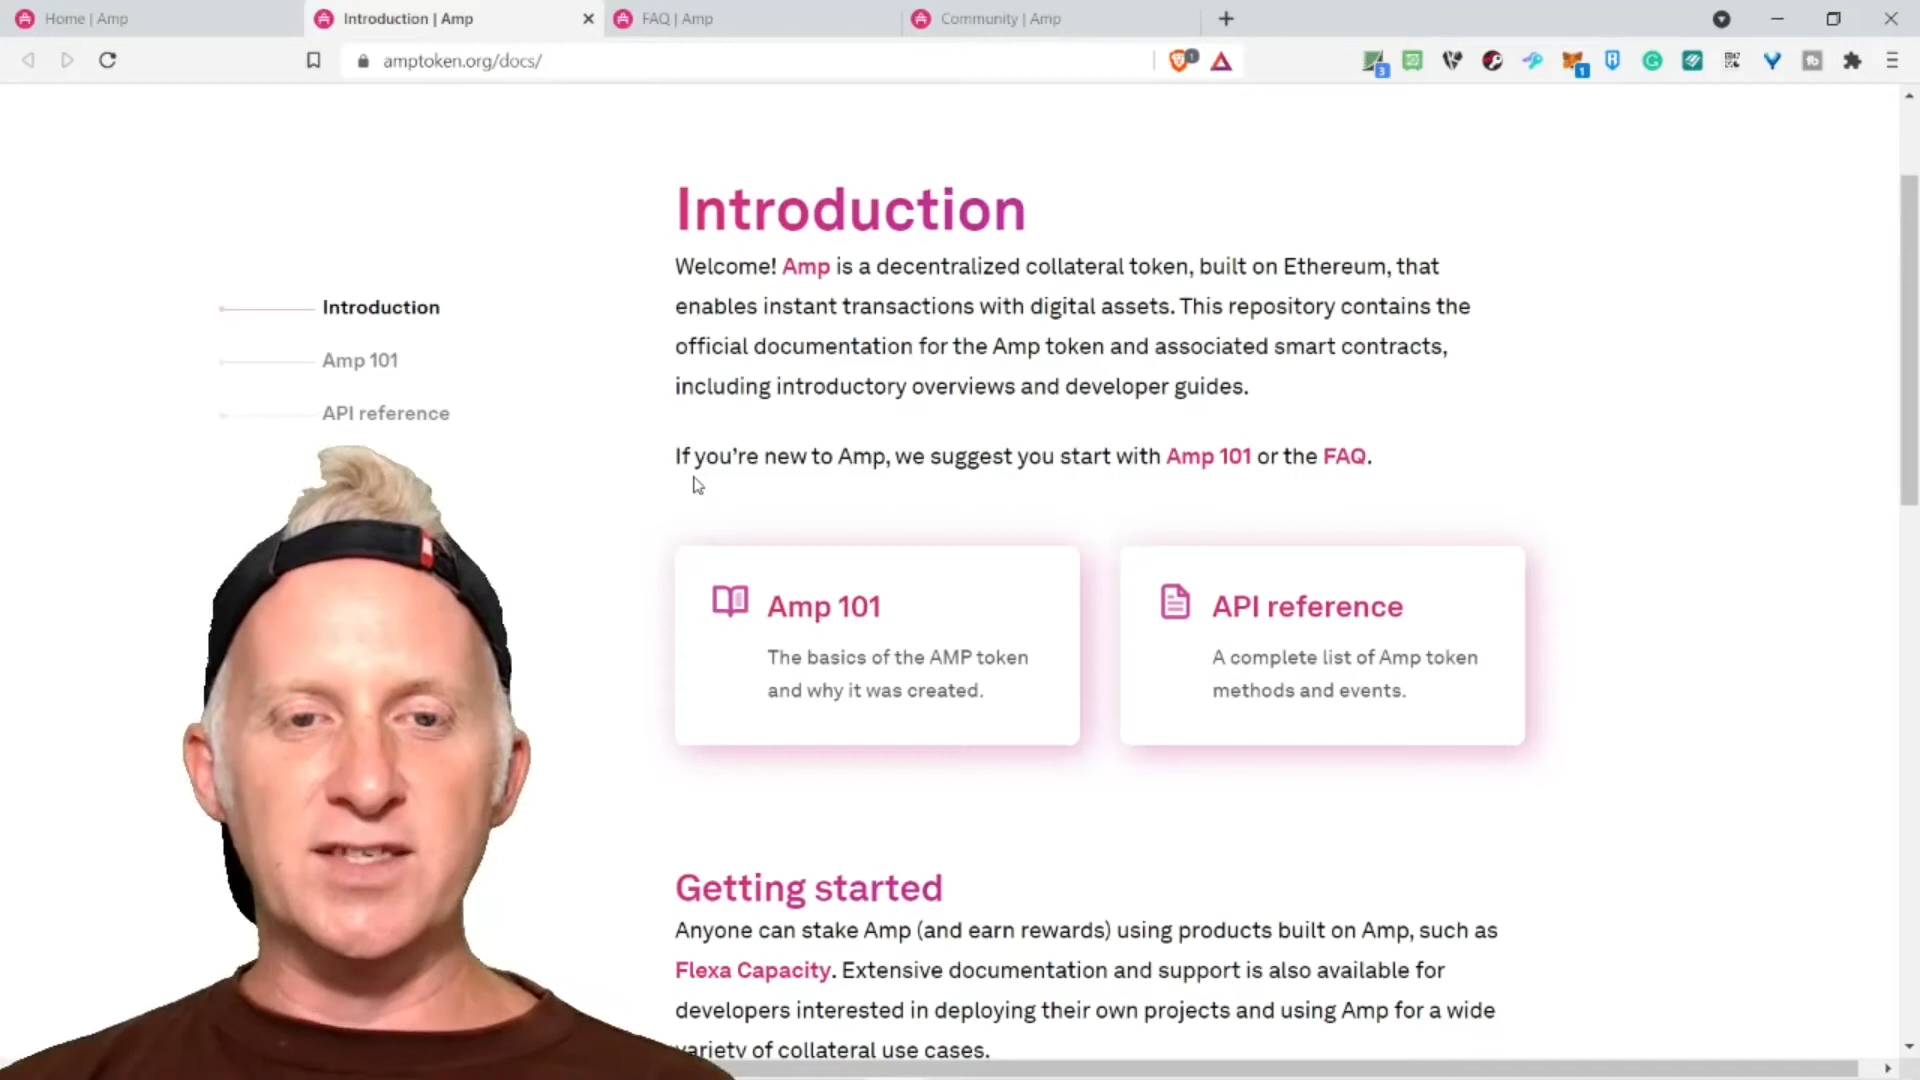 Home | Amp
Introduction | Amp
FAQ | Amp
Community | Amp
amptoken.org/docs/
1
3
1
Introduction
Amp 101
API reference
Introduction
Welcome! Amp is a decentralized collateral token, built on Ethereum, that
enables instant transactions with digital assets. This repository contains the
official documentation for the Amp token and associated smart contracts,
including introductory overviews and developer guides.
If you're new to Amp, we suggest you start with Amp 101 or the FAQ.
Amp 101
The basics of the AMP token
and why it was created.
API reference
A complete list of Amp token
methods and events.
Getting started
Anyone can stake Amp (and earn rewards) using products built on Amp, such as
Flexa Capacity. Extensive documentation and support is also available for
developers interested in deploying their own projects and using Amp for a wide
variety of collateral use cases.